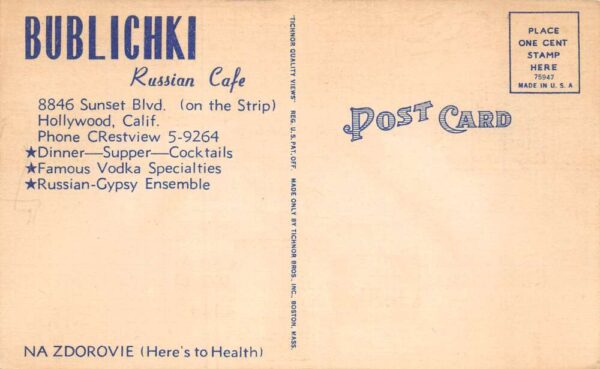 BUBLICHKI
Russian Cafe
8846 Sunset Blvd. (on the Strip)
Hollywood, Calif.
Phone CRestview 5-9264
★Dinner—Supper—Cocktails
★Famous Vodka Specialties
★Russian-Gypsy Ensemble
NA ZDOROVIE (Here's to Health)
"TICHNOR QUALITY VIEWS" REG. U.S. PAT. OFF. MADE ONLY BY TICHNOR BROS., INC., BOSTON, MASS.
POST CARD
PLACE
ONE CENT
STAMP
HERE
75947
MADE IN U.S.A